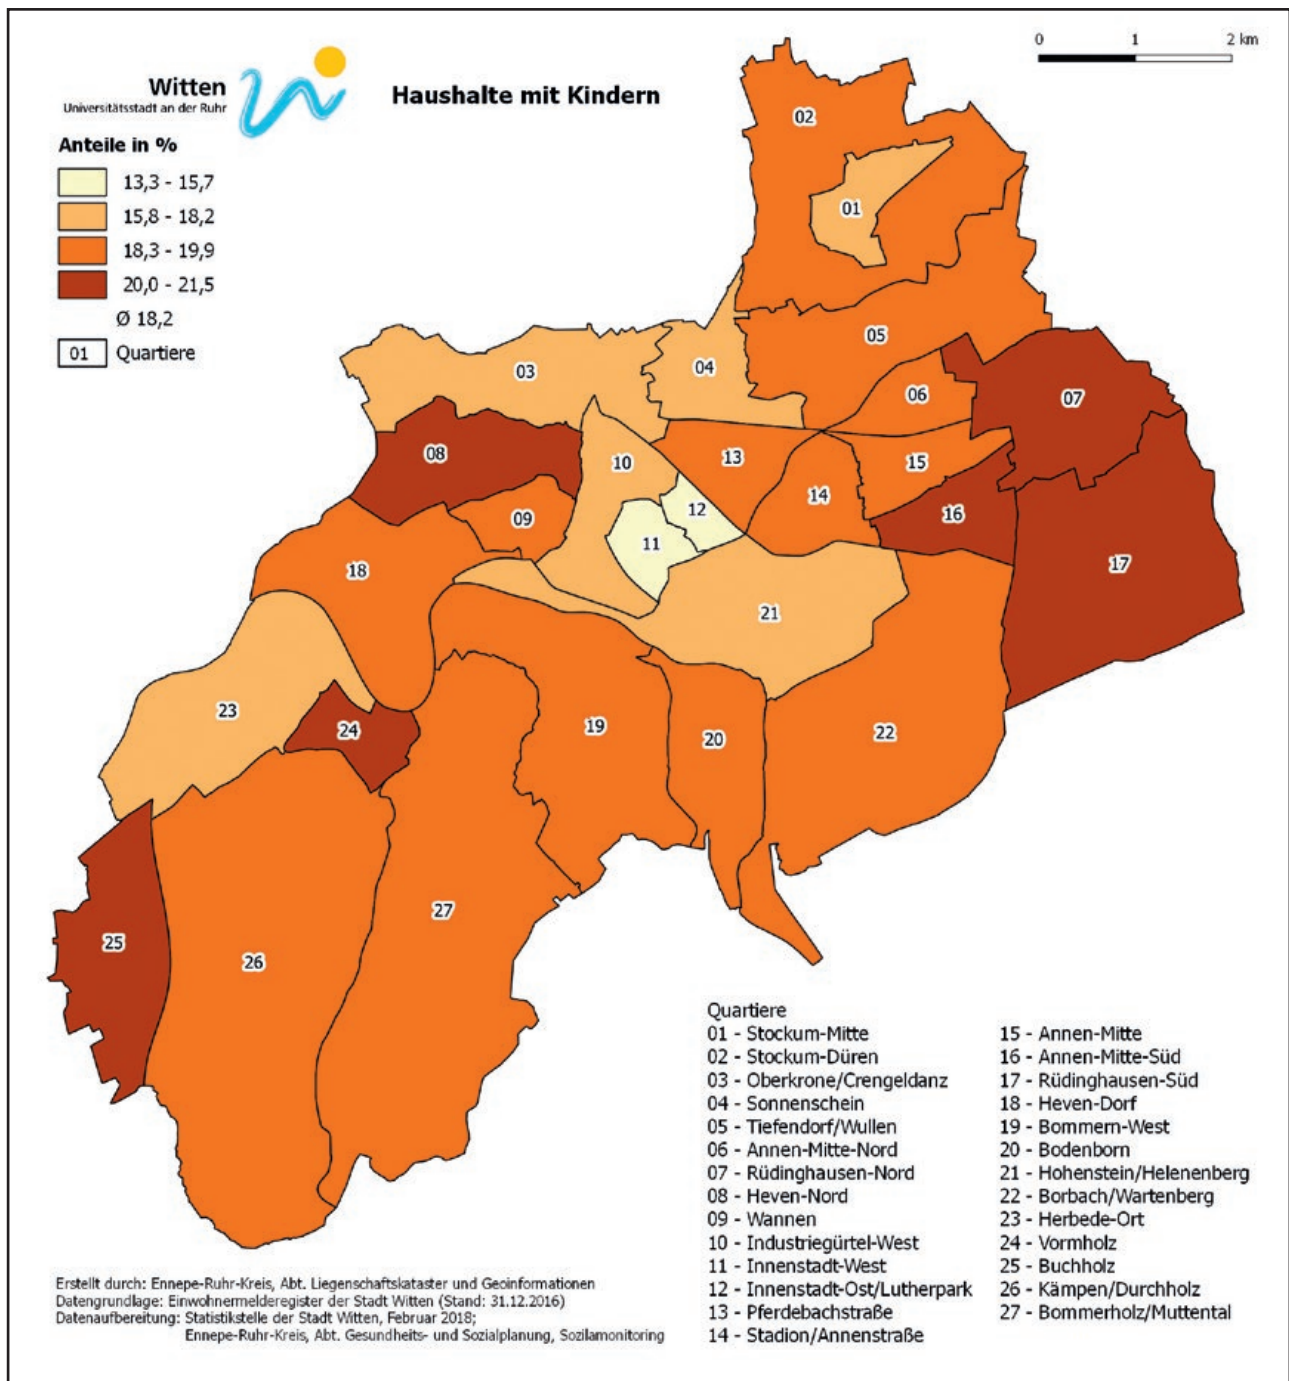 Witten
Universitätsstadt an der Ruhr
Haushalte mit Kindern
0 1 2 km
Anteile in %
13,3 - 15,7
15,8 - 18,2
18,3 - 19,9
20,0 - 21,5
Ø 18,2
01 Quartiere
02
01
05
03
04
06
07
08
10
13
15
12
14
16
09
11
18
17
21
23
24
19
20
22
27
25
26
Quartiere
01 - Stockum-Mitte
02 - Stockum-Düren
03 - Oberkrone/Crengeldanz
04 - Sonnenschein
05 - Tiefendorf/Wullen
06 - Annen-Mitte-Nord
07 - Rüdinghausen-Nord
08 - Heven-Nord
09 - Wannen
10 - Industriegürtel-West
11 - Innenstadt-West
12 - Innenstadt-Ost/Lutherpark
13 - Pferdebachstraße
14 - Stadion/Annenstraße
15 - Annen-Mitte
16 - Annen-Mitte-Süd
17 - Rüdinghausen-Süd
18 - Heven-Dorf
19 - Bommern-West
20 - Bodenborn
21 - Hohenstein/Helenenberg
22 - Borbach/Wartenberg
23 - Herbede-Ort
24 - Vormholz
25 - Buchholz
26 - Kämpen/Durchholz
27 - Bommerholz/Muttental
Erstellt durch: Ennepe-Ruhr-Kreis, Abt. Liegenschaftskataster und Geoinformationen
Datengrundlage: Einwohnermelderegister der Stadt Witten (Stand: 31.12.2016)
Datenaufbereitung: Statistikstelle der Stadt Witten, Februar 2018;
Ennepe-Ruhr-Kreis, Abt. Gesundheits- und Sozialplanung, Sozilamonitoring